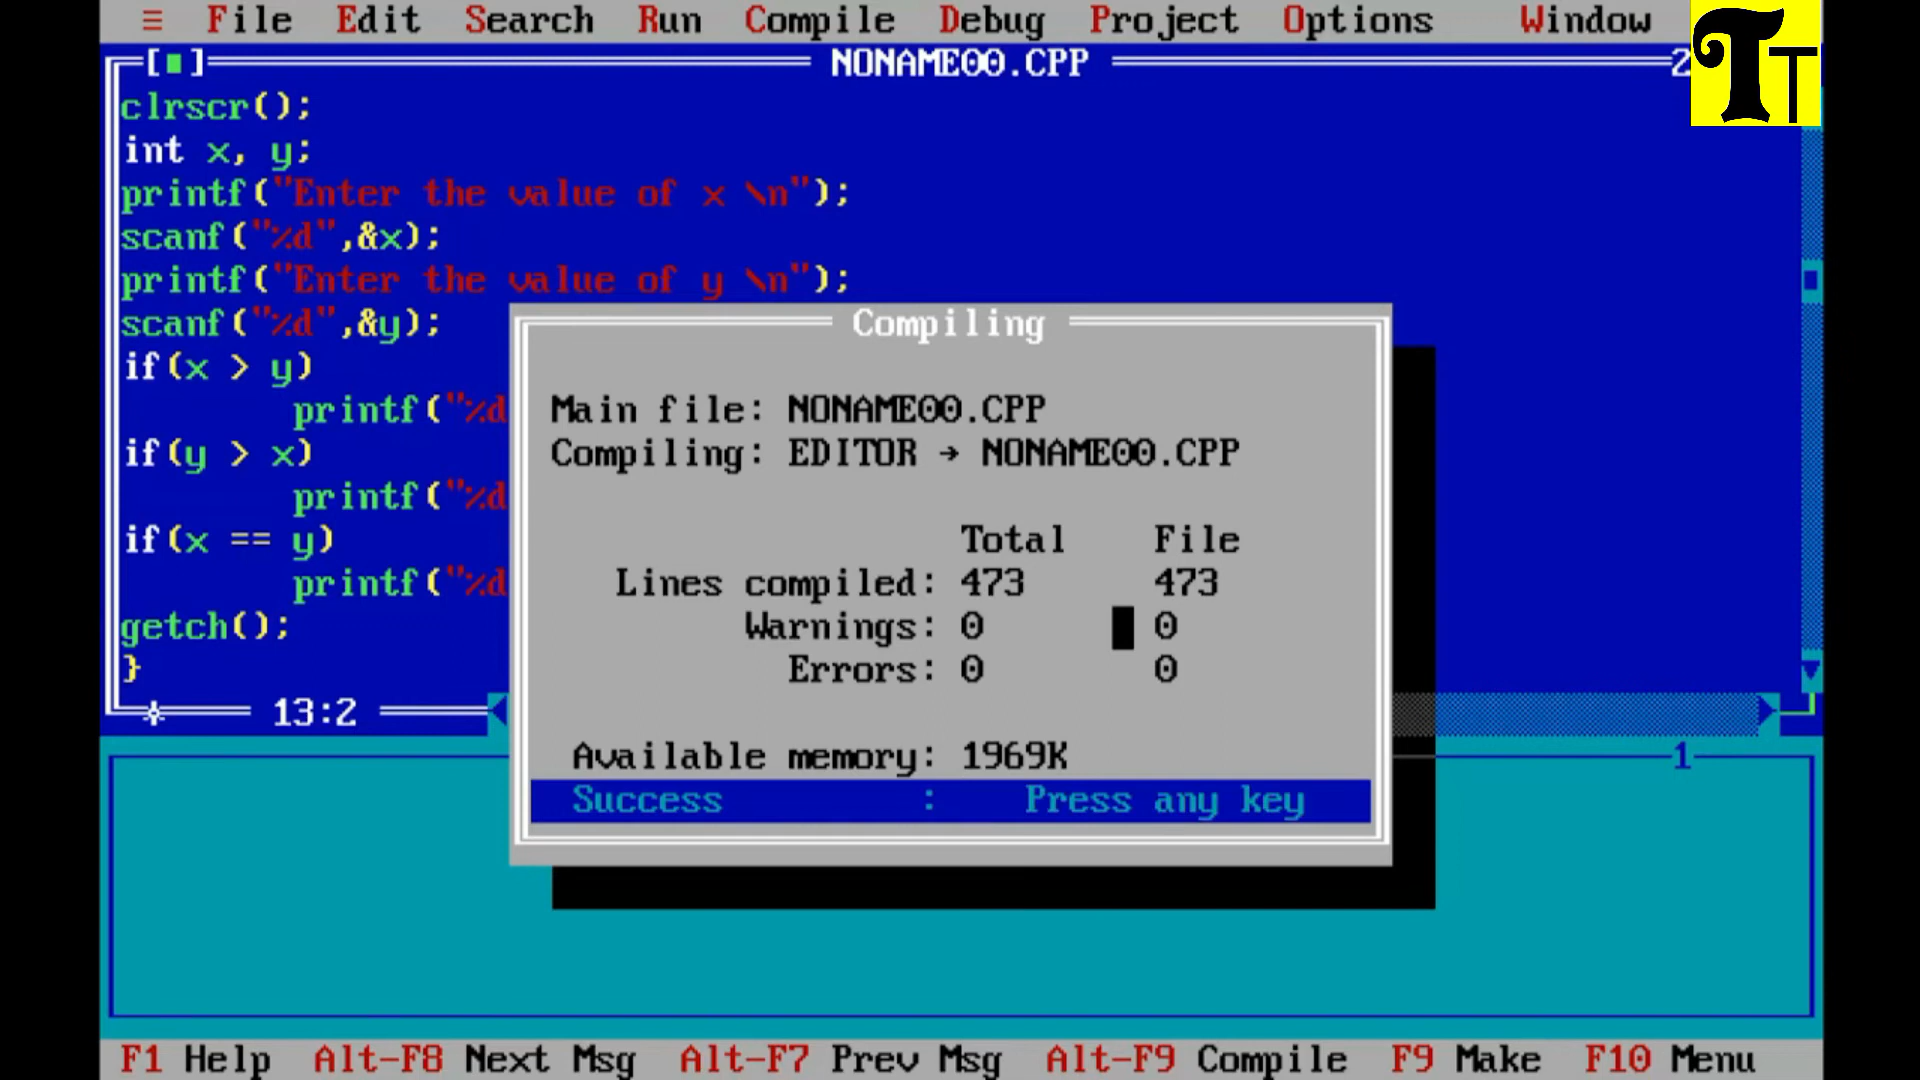 ≡ File Edit Search Run Compile Debug Project Options Window
[■] NONAME00.CPP 2
TT
clrscr();
int x, y;
printf("Enter the value of x \n");
scanf("%d",&x);
printf("Enter the value of y \n");
scanf("%d",&y);
if(x > y)
printf("%d
if(y > x)
printf("%d
if(x == y)
printf("%d
getch();
}
13:2
Compiling
Main file: NONAME00.CPP
Compiling: EDITOR → NONAME00.CPP
Total File
Lines compiled: 473 473
Warnings: 0 0
Errors: 0 0
Available memory: 1969K
Success : Press any key
1
F1 Help Alt-F8 Next Msg Alt-F7 Prev Msg Alt-F9 Compile F9 Make F10 Menu